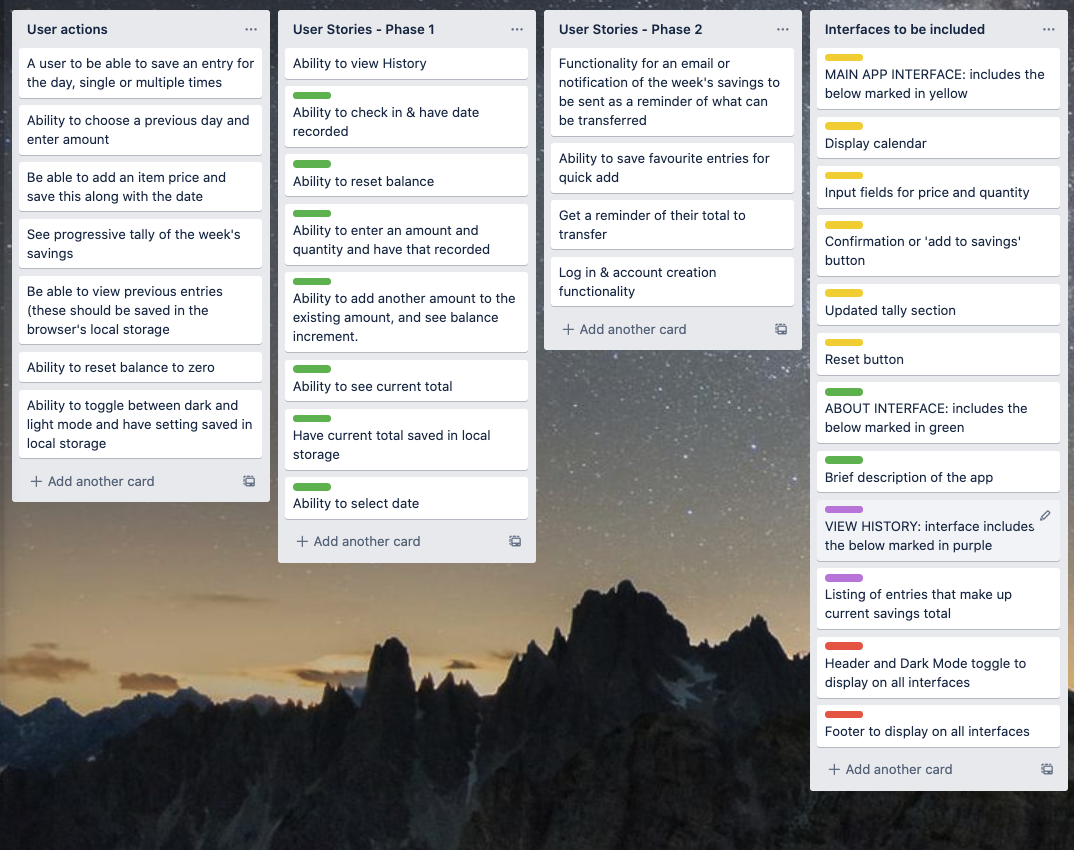 User actions
A user to be able to save an entry for
the day, single or multiple times
Ability to choose a previous day and
enter amount
Be able to add an item price and
save this along with the date
See progressive tally of the week's
savings
Be able to view previous entries
(these should be saved in the
browser's local storage
Ability to reset balance to zero
Ability to toggle between dark and
light mode and have setting saved in
local storage
+ Add another card
User Stories - Phase 1
Ability to view History
Ability to check in & have date
recorded
Ability to reset balance
Ability to enter an amount and
quantity and have that recorded
Ability to add another amount to the
existing amount, and see balance
increment.
Ability to see current total
Have current total saved in local
storage
Ability to select date
+ Add another card
User Stories - Phase 2
Functionality for an email or
notification of the week's savings to
be sent as a reminder of what can
be transferred
Ability to save favourite entries for
quick add
Get a reminder of their total to
transfer
Log in & account creation
functionality
+ Add another card
Interfaces to be included
MAIN APP INTERFACE: includes the
below marked in yellow
Display calendar
Input fields for price and quantity
Confirmation or 'add to savings'
button
Updated tally section
Reset button
ABOUT INTERFACE: includes the
below marked in green
Brief description of the app
VIEW HISTORY: interface includes
the below marked in purple
Listing of entries that make up
current savings total
Header and Dark Mode toggle to
display on all interfaces
Footer to display on all interfaces
+ Add another card